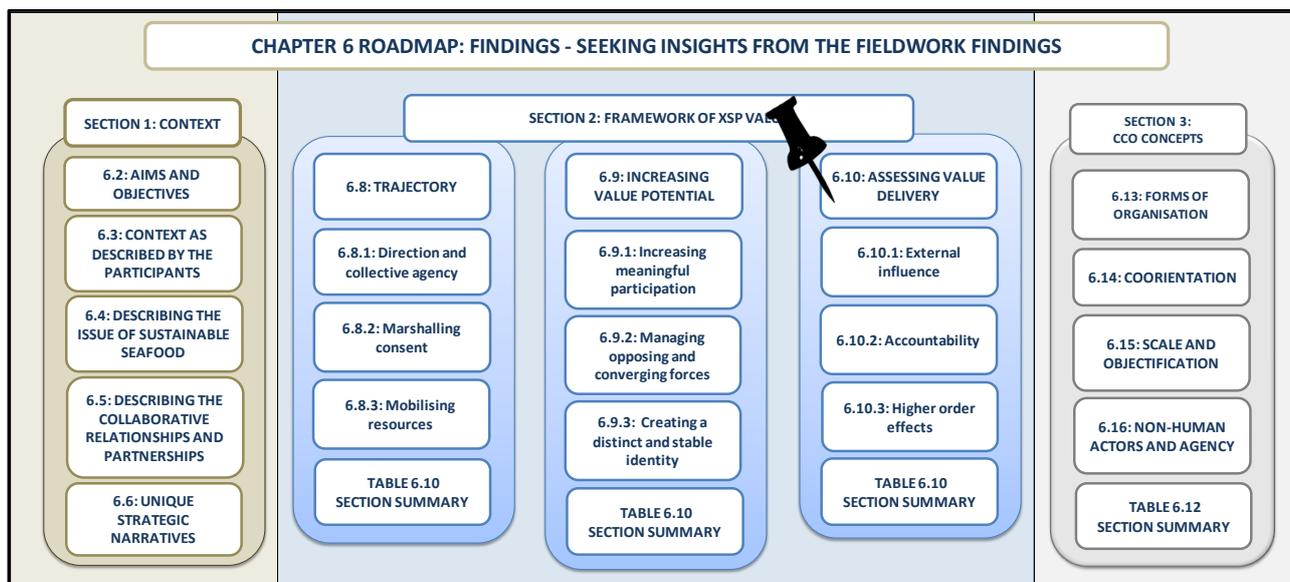 CHAPTER 6 ROADMAP: FINDINGS - SEEKING INSIGHTS FROM THE FIELDWORK FINDINGS
SECTION 1: CONTEXT
6.2: AIMS AND
OBJECTIVES
6.3: CONTEXT AS
DESCRIBED BY THE
PARTICIPANTS
6.4: DESCRIBING THE
ISSUE OF SUSTAINABLE
SEAFOOD
6.5: DESCRIBING THE
COLLABORATIVE
RELATIONSHIPS AND
PARTNERSHIPS
6.6: UNIQUE
STRATEGIC
NARRATIVES
SECTION 2: FRAMEWORK OF XSP
6.8: TRAJECTORY
6.8.1: Direction and
collective agency
6.8.2: Marshalling
consent
6.8.3: Mobilising
resources
TABLE 6.10
SECTION SUMMARY
6.9: INCREASING
VALUE POTENTIAL
6.9.1: Increasing
meaningful
participation
6.9.2: Managing
opposing and
converging forces
6.9.3: Creating a
distinct and stable
identity
TABLE 6.10
SECTION SUMMARY
6.10: ASSESSING VALUE
DELIVERY
6.10.1: External
influence
6.10.2: Accountability
6.10.3: Higher order
effects
TABLE 6.10
SECTION SUMMARY
SECTION 3:
CCO CONCEPTS
6.13: FORMS OF
ORGANISATION
6.14: COORIENTATION
6.15: SCALE AND
OBJECTIFICATION
6.16: NON-HUMAN
ACTORS AND AGENCY
TABLE 6.12
SECTION SUMMARY